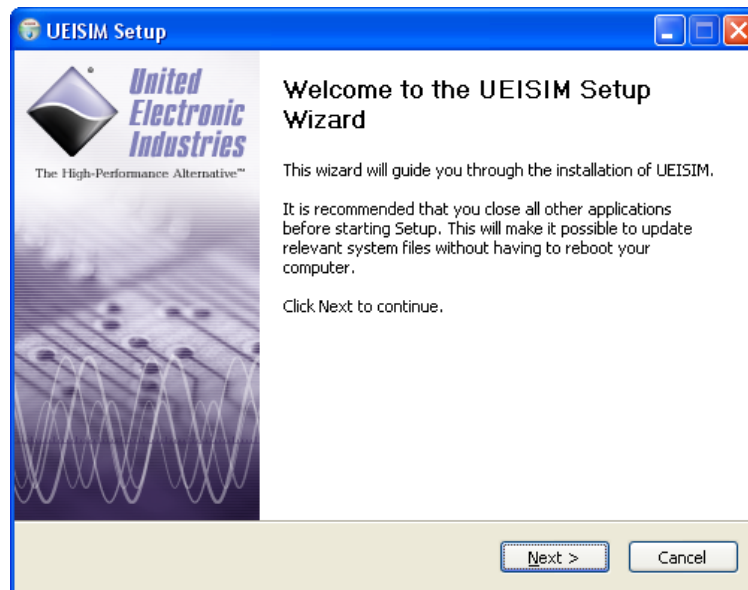 UEISIM Setup
United
Electronic
Industries
The High-Performance Alternative™
Welcome to the UEISIM Setup
Wizard
This wizard will guide you through the installation of UEISIM.
It is recommended that you close all other applications
before starting Setup. This will make it possible to update
relevant system files without having to reboot your
computer.
Click Next to continue.
Next >
Cancel